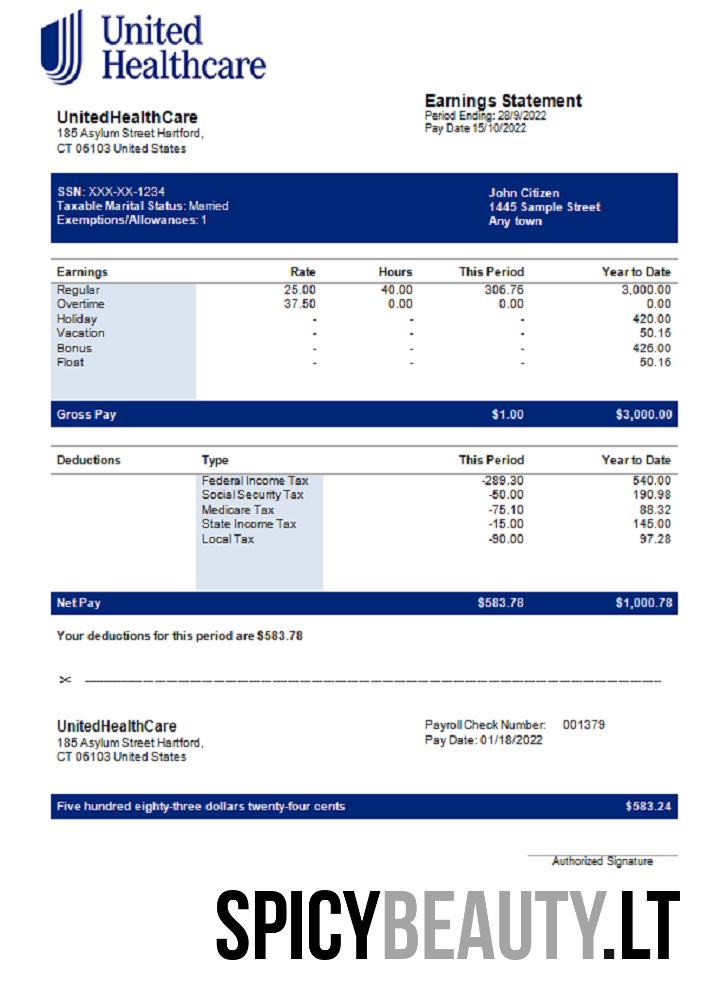 United
Healthcare
Earnings Statement
Period Ending: 28/9/2022
Pay Date 15/10/2022
UnitedHealthCare
185 Asylum Street Hartford,
CT 06103 United States
SSN: XXX-XX-1234
Taxable Marital Status: Married
Exemptions/Allowances: 1
John Citizen
1445 Sample Street
Any town
Earnings Rate Hours This Period Year to Date
Regular 25.00 40.00 306.76 3,000.00
Overtime 37.50 0.00 0.00 0.00
Holiday - - - 420.00
Vacation - - - 50.16
Bonus - - - 426.00
Float - - - 50.16
Gross Pay $1.00 $3,000.00
Deductions Type This Period Year to Date
Federal Income Tax -289.30 540.00
Social Security Tax -50.00 190.98
Medicare Tax -75.10 88.32
State Income Tax -15.00 145.00
Local Tax -90.00 97.28
Net Pay $583.78 $1,000.78
Your deductions for this period are $583.78
UnitedHealthCare
185 Asylum Street Hartford,
CT 06103 United States
Payroll Check Number: 001379
Pay Date: 01/18/2022
Five hundred eighty-three dollars twenty-four cents $583.24
Authorized Signature
SPICYBEAUTY.LT